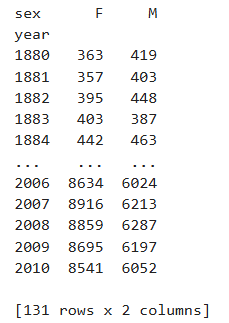 sex F M
year
1880 363 419
1881 357 403
1882 395 448
1883 403 387
1884 442 463
... ... ...
2006 8634 6024
2007 8916 6213
2008 8859 6287
2009 8695 6197
2010 8541 6052
[131 rows x 2 columns]